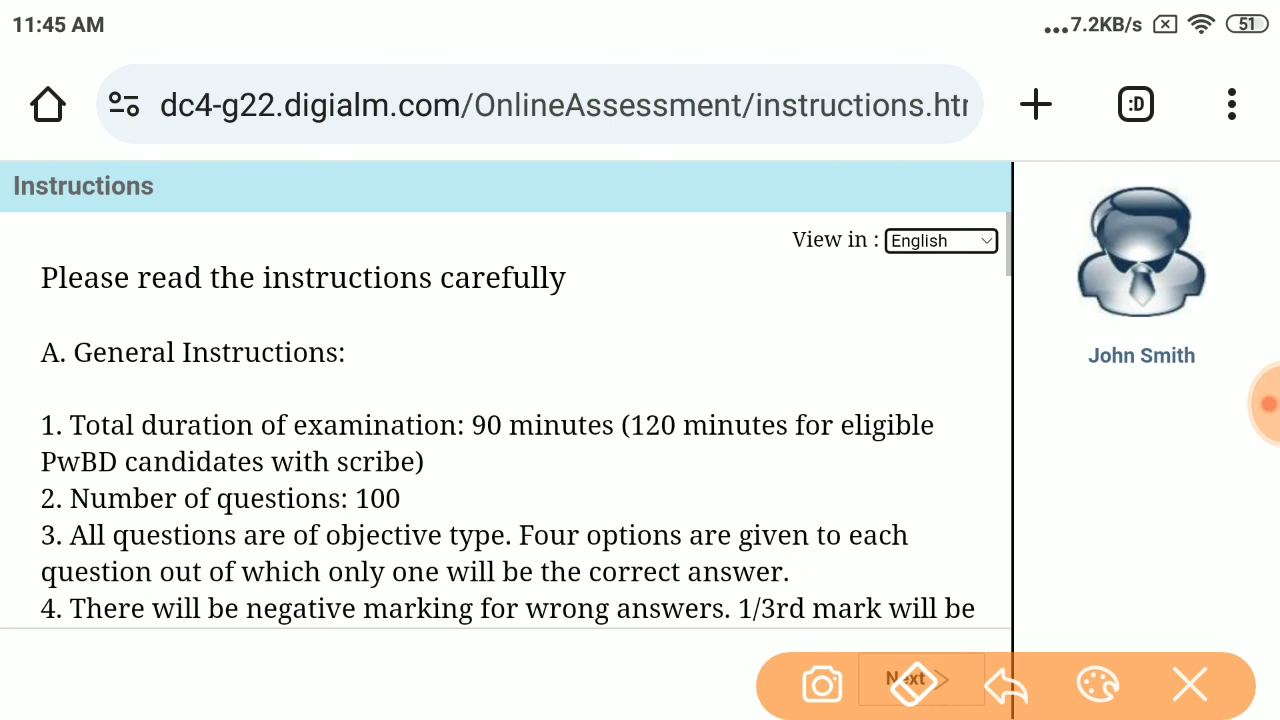 11:45 AM
...7.2KB/s
51
dc4-g22.digialm.com/OnlineAssessment/instructions.htm
:D
Instructions
View in : English
Please read the instructions carefully
A. General Instructions:
1. Total duration of examination: 90 minutes (120 minutes for eligible
PwBD candidates with scribe)
2. Number of questions: 100
3. All questions are of objective type. Four options are given to each
question out of which only one will be the correct answer.
4. There will be negative marking for wrong answers. 1/3rd mark will be
John Smith
Next